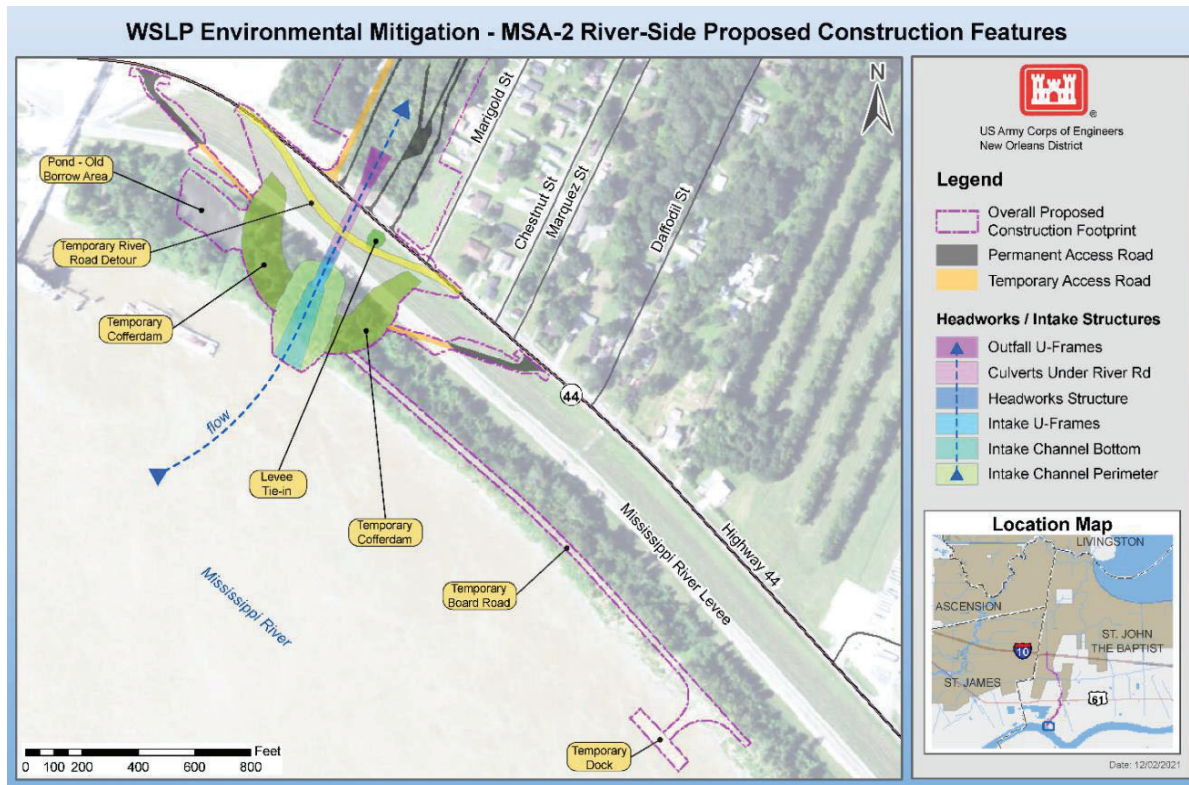 WSLP Environmental Mitigation - MSA-2 River-Side Proposed Construction Features
N
Marigold St
Chestnut St
Marquez St
Daffodil St
Pond - Old
Borrow Area
Temporary River
Road Detour
Temporary
Cofferdam
flow
Levee
Tie-in
Temporary
Cofferdam
44
Highway 44
Mississippi River Levee
Mississippi River
Temporary
Board Road
Temporary
Dock
Feet
0 100 200 400 600 800
®
US Army Corps of Engineers
New Orleans District
Legend
Overall Proposed
Construction Footprint
Permanent Access Road
Temporary Access Road
Headworks / Intake Structures
Outfall U-Frames
Culverts Under River Rd
Headworks Structure
Intake U-Frames
Intake Channel Bottom
Intake Channel Perimeter
Location Map
LIVINGSTON
ASCENSION
ST. JOHN
THE BAPTIST
10
ST. JAMES
61
Date: 12/02/2021